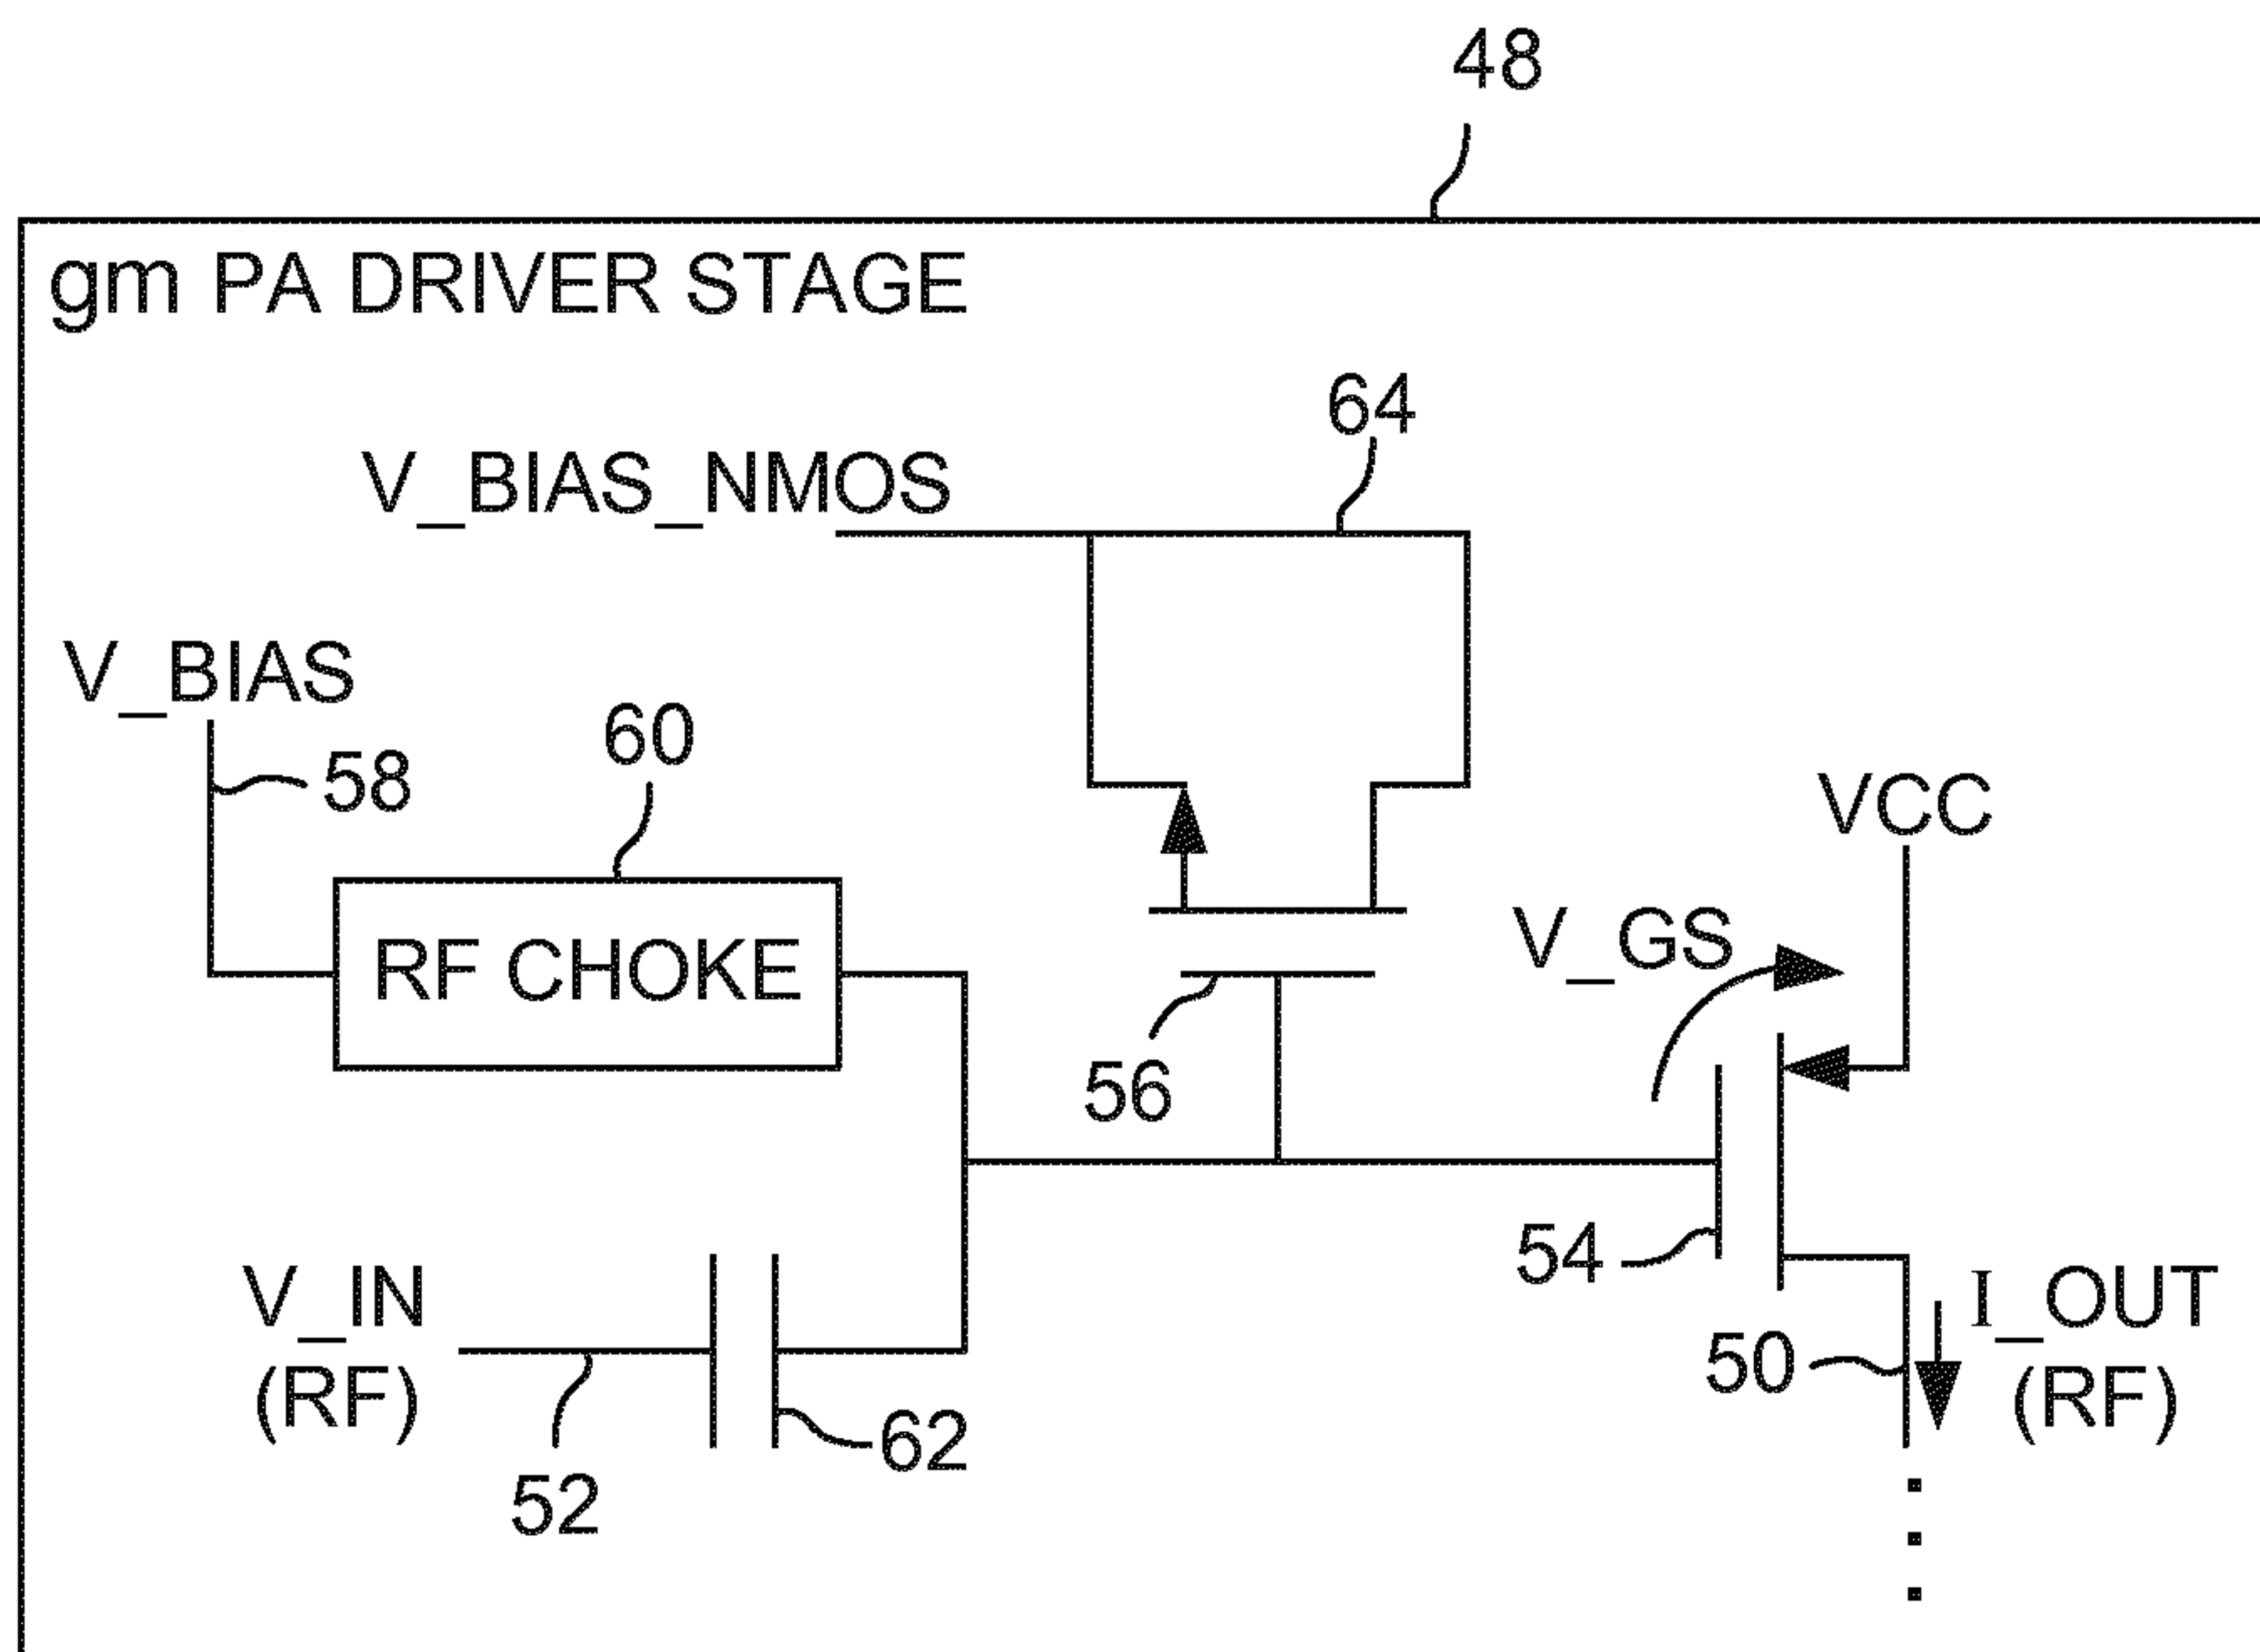 48
gm PA DRIVER STAGE
64
V_BIAS_NMOS
V_BIAS
60
58
VCC
V_GS
RF CHOKE
56
54
V_IN
(RF)
I_OUT
(RF)
50
62
52